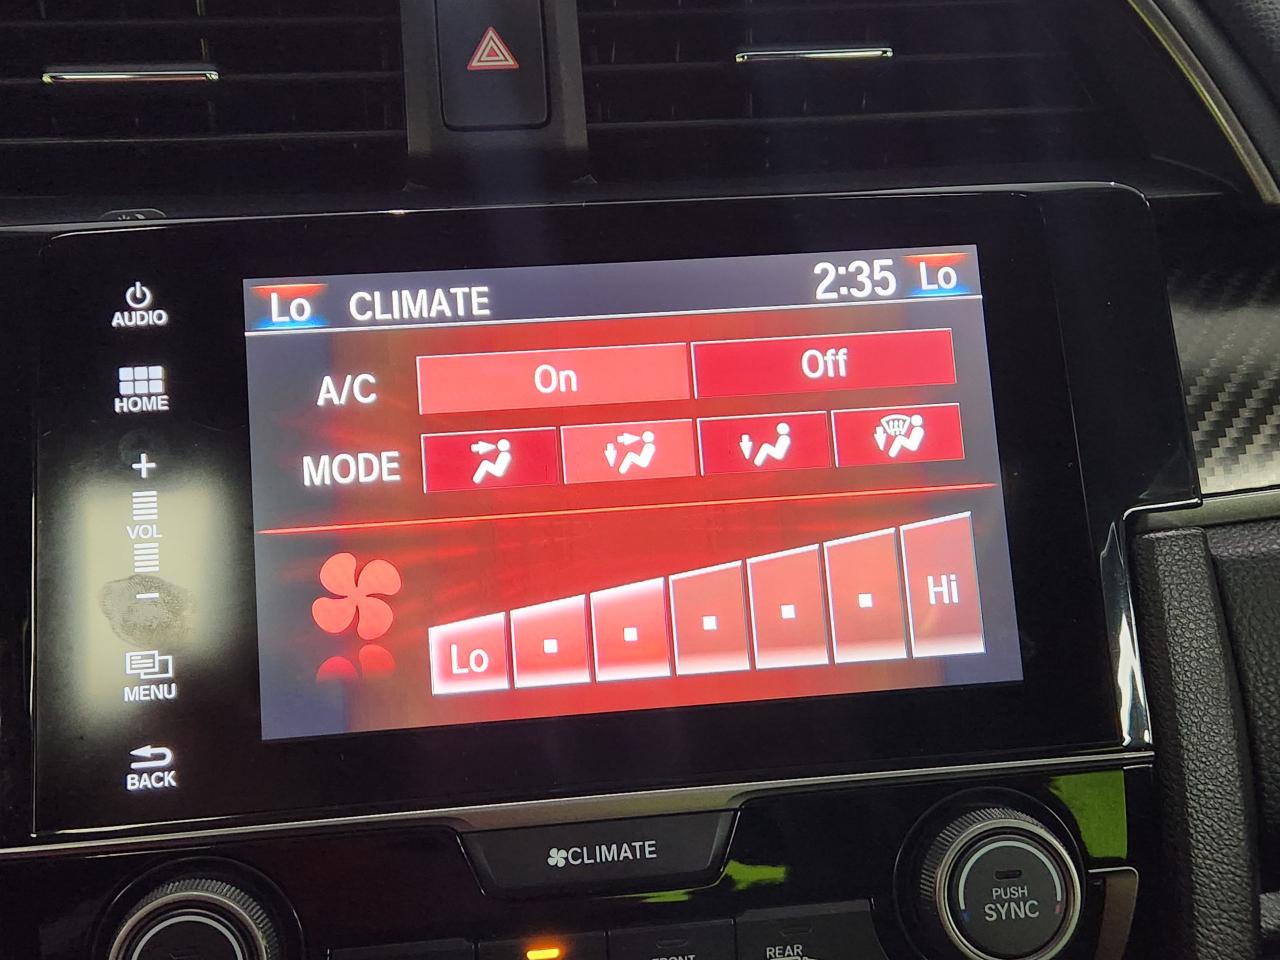 Lo CLIMATE 2:35 Lo
AUDIO
A/C On Off
HOME
MODE
+
VOL
-
Lo Hi
MENU
BACK
CLIMATE
PUSH
SYNC
FRONT
REAR